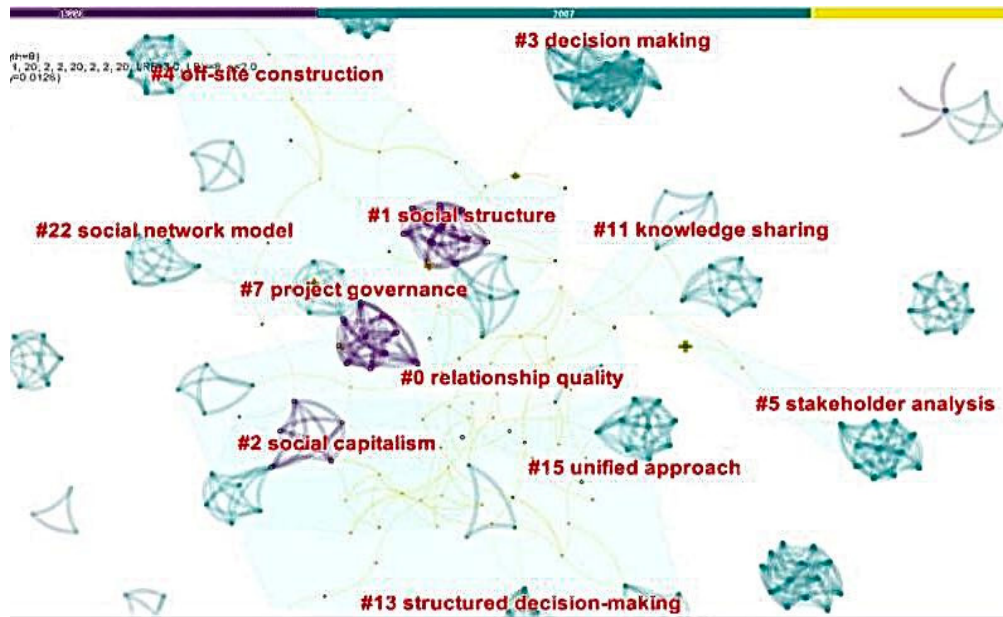 2007
#3 decision making
#4 off-site construction
#1 social structure
#22 social network model
#11 knowledge sharing
#7 project governance
#0 relationship quality
#5 stakeholder analysis
#2 social capitalism
#15 unified approach
#13 structured decision-making